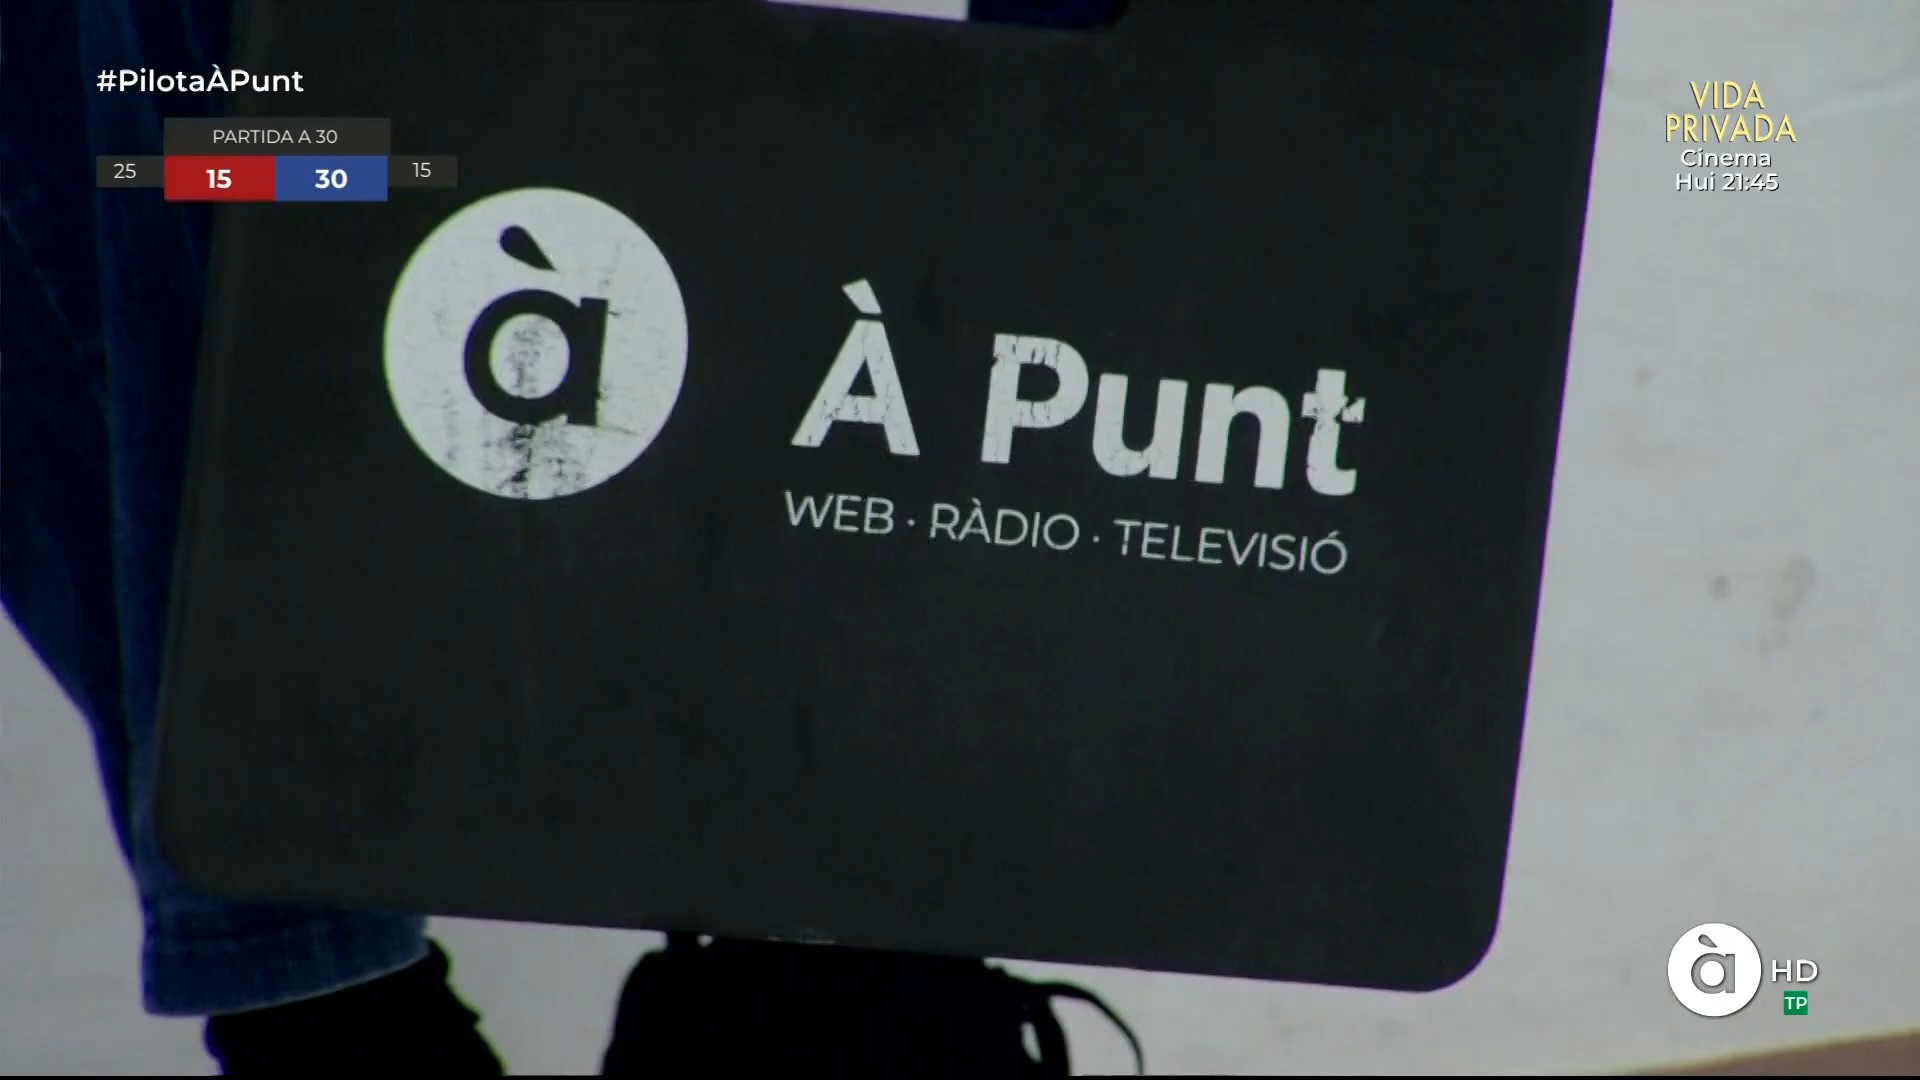 #PilotaÀPunt
PARTIDA A 30
25 15 30 15
VIDA
PRIVADA
Cinema
Hui 21:45
à
À Punt
WEB · RÀDIO · TELEVISIÓ
à HD
TP